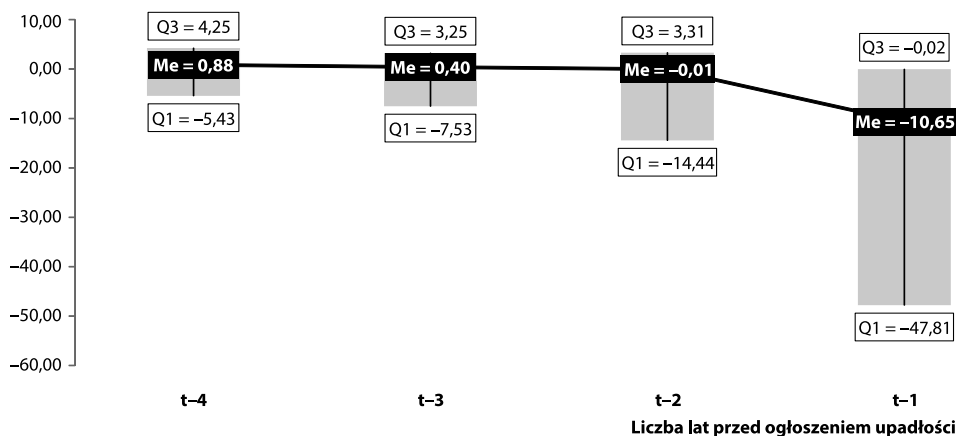 10,00
0,00
−10,00
−20,00
−30,00
−40,00
−50,00
−60,00
Q3 = 4,25
Me = 0,88
Q1 = −5,43
Q3 = 3,25
Me = 0,40
Q1 = −7,53
Q3 = 3,31
Me = −0,01
Q1 = −14,44
Q3 = −0,02
Me = −10,65
Q1 = −47,81
t−4
t−3
t−2
t−1
Liczba lat przed ogłoszeniem upadłości